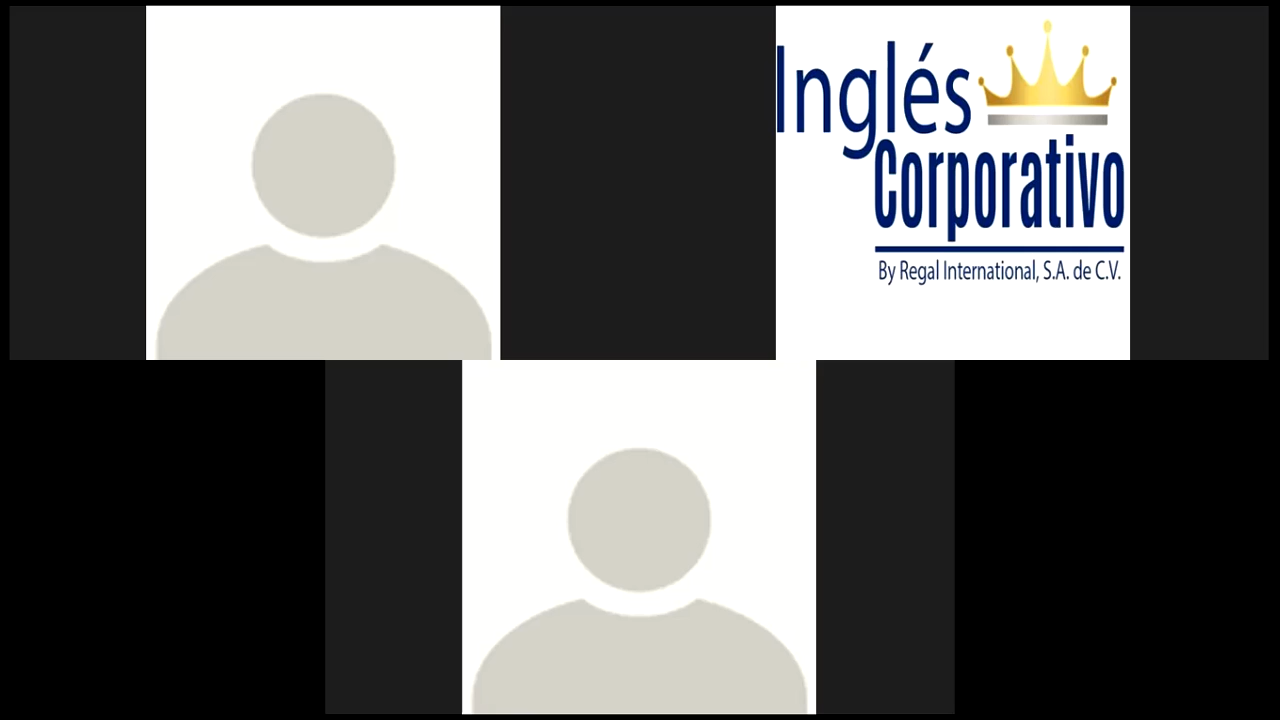 Inglés
Corporativo
By Regal International, S.A. de C.V.